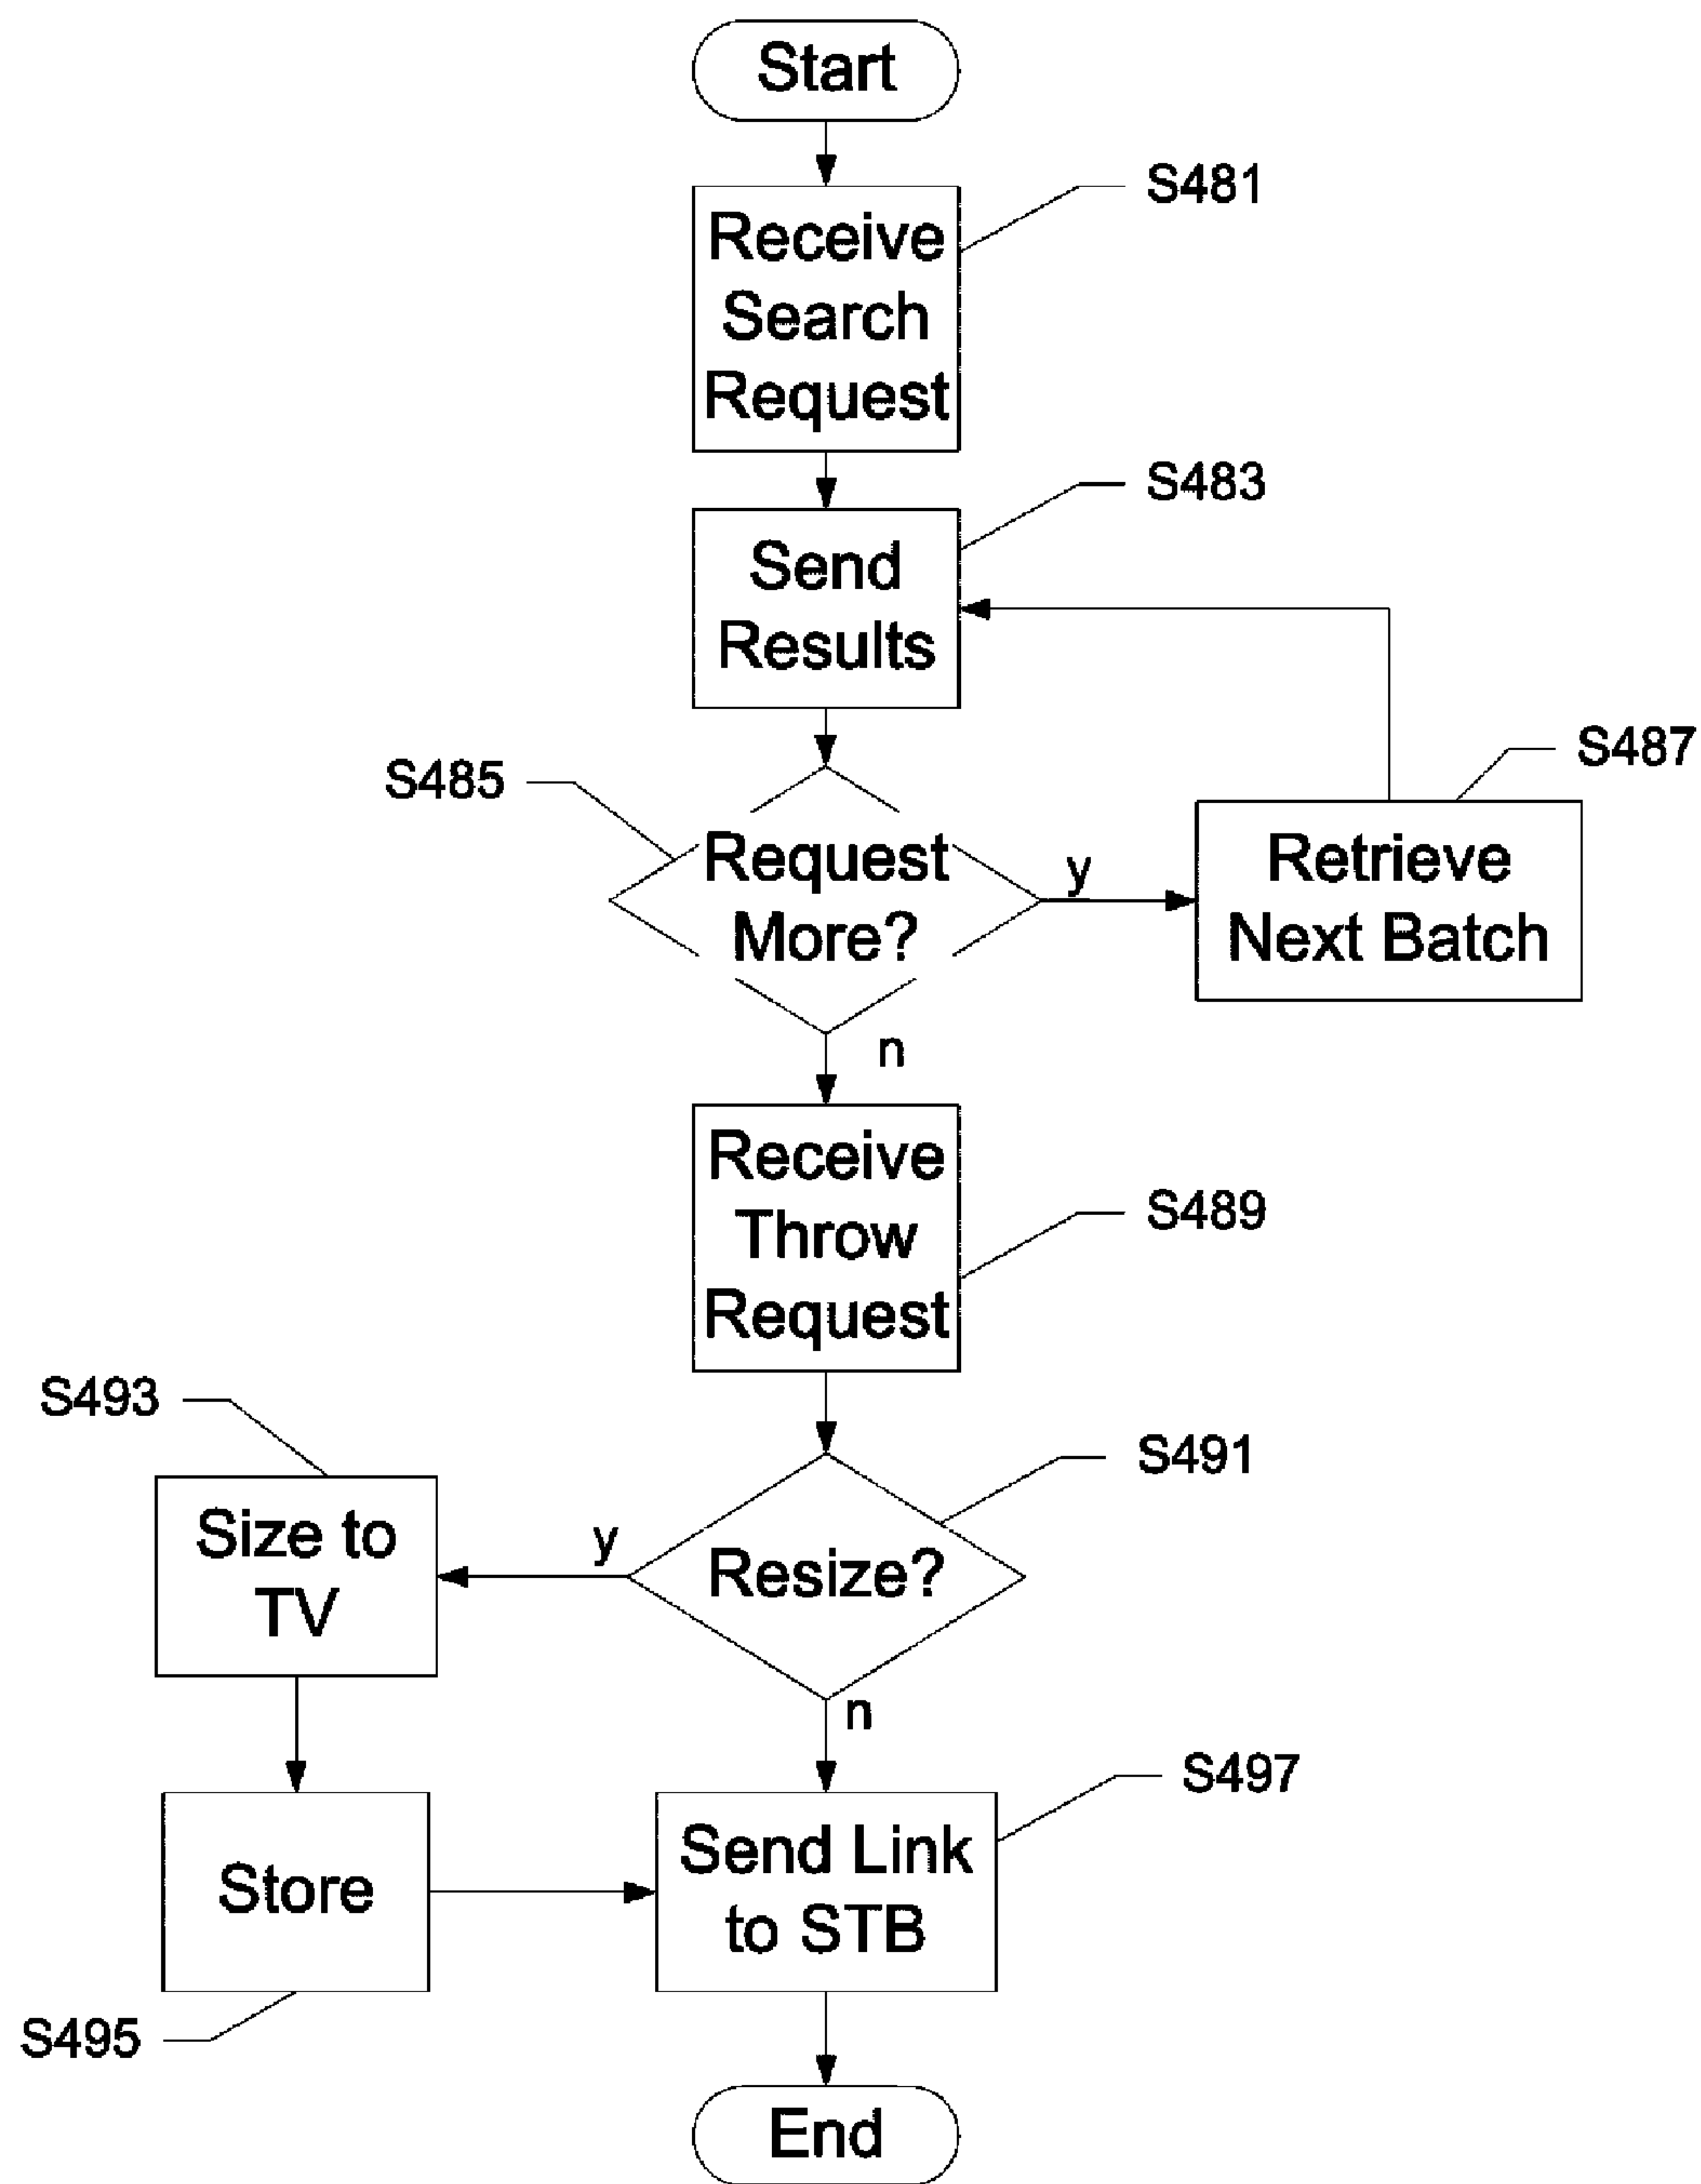 Start
S481
Receive
Search
Request
S483
Send
Results
S487
S485
Request
More?
y
Retrieve
Next Batch
n
Receive
Throw
Request
S489
S493
S491
Size to
TV
y
Resize?
n
S497
Store
Send Link
to STB
S495
End